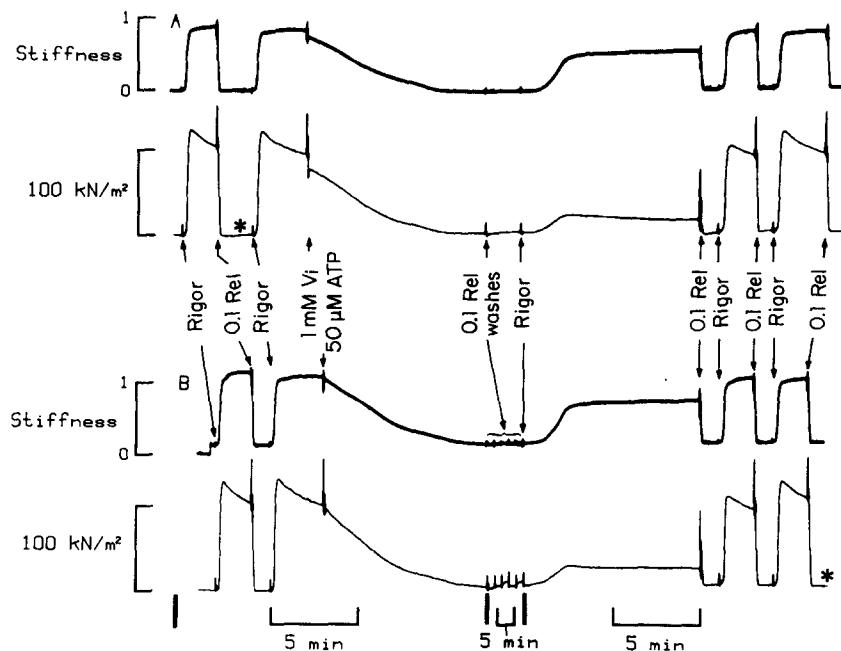 1
A
Stiffness
0
100 kN/m²
*
Rigor
0.1 Rel
Rigor
1mM Vi
50 µM ATP
0.1 Rel
washes
Rigor
0.1 Rel
Rigor
0.1 Rel
Rigor
0.1 Rel
1
B
Stiffness
0
100 kN/m²
*
5 min
5 min
5 min